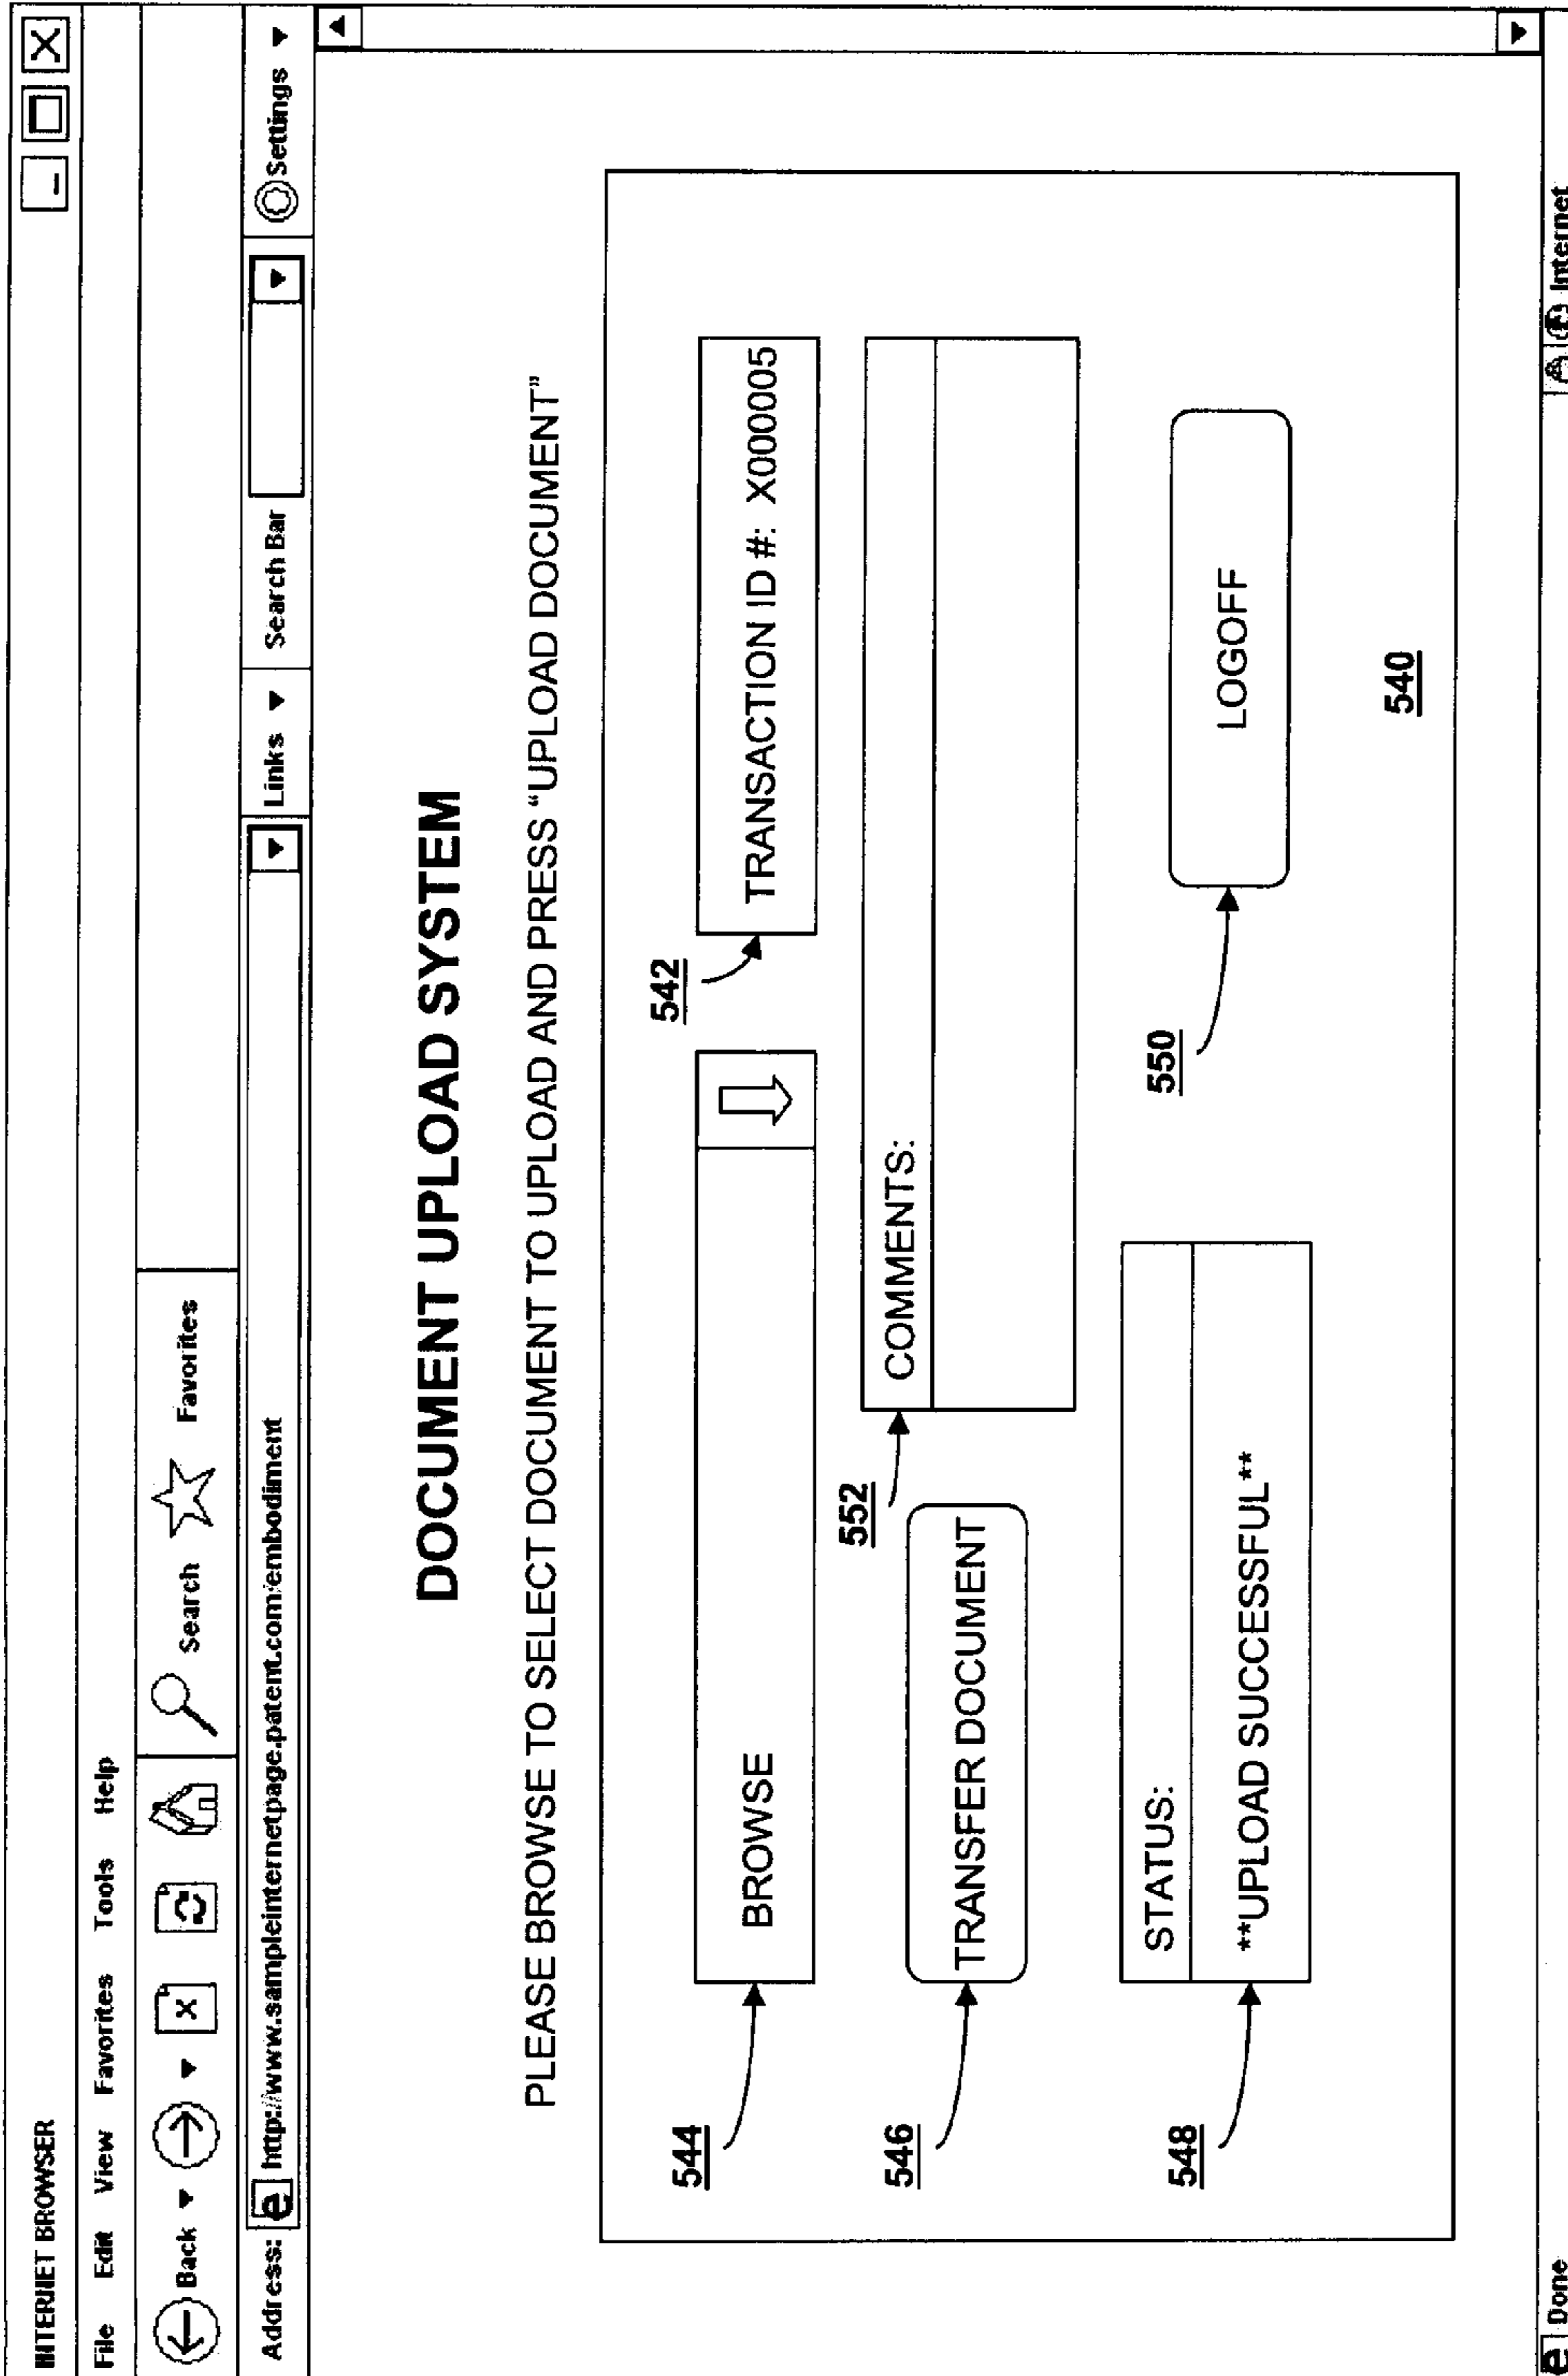 INTERNET BROWSER
File Edit View Favorites Tools Help
Back Search Favorites
Address: http://www.sampleinternetpage.patent.com/embodiment Links Search Bar Settings
DOCUMENT UPLOAD SYSTEM
PLEASE BROWSE TO SELECT DOCUMENT TO UPLOAD AND PRESS “UPLOAD DOCUMENT”
544
BROWSE
542
TRANSACTION ID #: X000005
546
TRANSFER DOCUMENT
552
COMMENTS:
548
STATUS:
**UPLOAD SUCCESSFUL**
550
LOGOFF
540
Done Internet